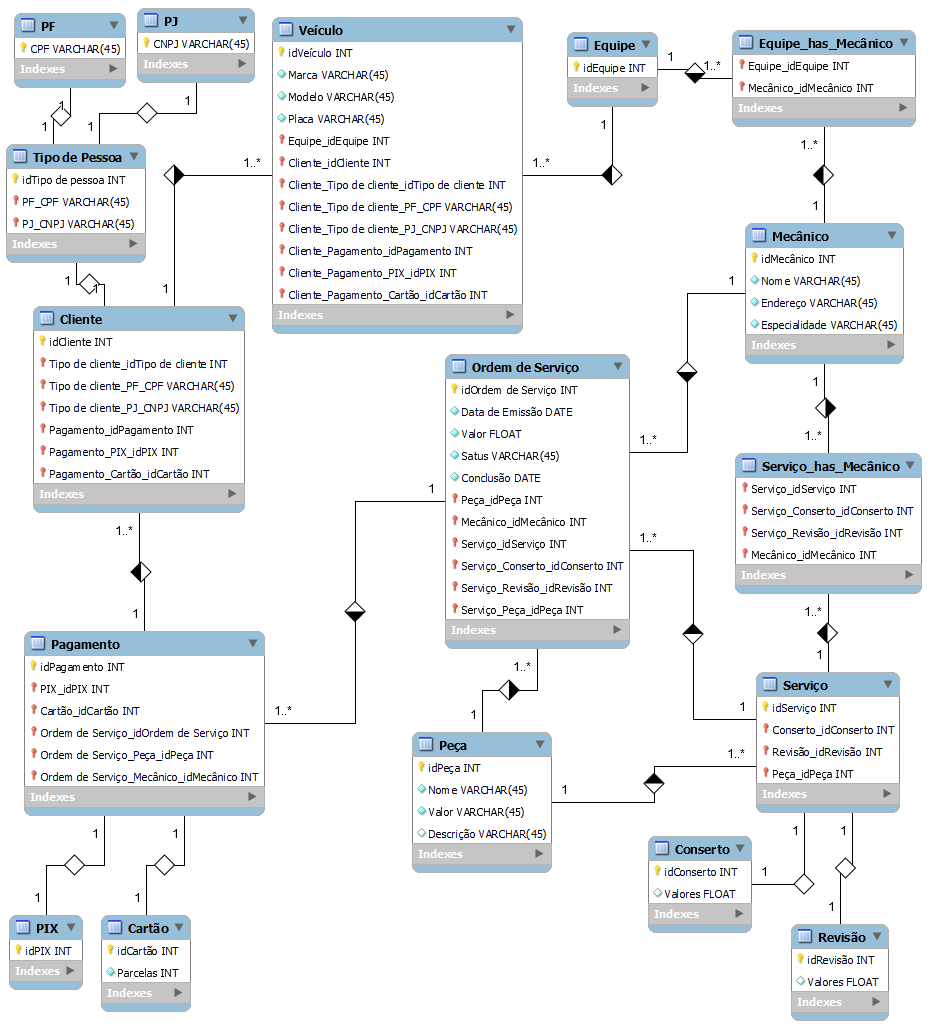 PF
CPF VARCHAR(45)
Indexes
PJ
CNPJ VARCHAR(45)
Indexes
1
1
1
1
Tipo de Pessoa
idTipo de pessoa INT
PF_CPF VARCHAR(45)
PJ_CNPJ VARCHAR(45)
Indexes
1
1
Veículo
idVeículo INT
Marca VARCHAR(45)
Modelo VARCHAR(45)
Placa VARCHAR(45)
Equipe_idEquipe INT
Cliente_idCliente INT
Cliente_Tipo de cliente_idTipo de cliente INT
Cliente_Tipo de cliente_PF_CPF VARCHAR(45)
Cliente_Tipo de cliente_PJ_CNPJ VARCHAR(45)
Cliente_Pagamento_idPagamento INT
Cliente_Pagamento_PIX_idPIX INT
Cliente_Pagamento_Cartão_idCartão INT
Indexes
1..*
1
1..*
1
Equipe
idEquipe INT
Indexes
1
1..*
Equipe_has_Mecânico
Equipe_idEquipe INT
Mecânico_idMecânico INT
Indexes
1..*
1
Mecânico
idMecânico INT
Nome VARCHAR(45)
Endereço VARCHAR(45)
Especialidade VARCHAR(45)
Indexes
1
1..*
1
1..*
Cliente
idCliente INT
Tipo de cliente_idTipo de cliente INT
Tipo de cliente_PF_CPF VARCHAR(45)
Tipo de cliente_PJ_CNPJ VARCHAR(45)
Pagamento_idPagamento INT
Pagamento_PIX_idPIX INT
Pagamento_Cartão_idCartão INT
Indexes
1..*
1
Ordem de Serviço
idOrdem de Serviço INT
Data de Emissão DATE
Valor FLOAT
Satus VARCHAR(45)
Conclusão DATE
Peça_idPeça INT
Mecânico_idMecânico INT
Serviço_idServiço INT
Serviço_Conserto_idConserto INT
Serviço_Revisão_idRevisão INT
Serviço_Peça_idPeça INT
Indexes
1
1..*
1..*
1
1..*
1
Serviço_has_Mecânico
Serviço_idServiço INT
Serviço_Conserto_idConserto INT
Serviço_Revisão_idRevisão INT
Mecânico_idMecânico INT
Indexes
1..*
1
Pagamento
idPagamento INT
PIX_idPIX INT
Cartão_idCartão INT
Ordem de Serviço_idOrdem de Serviço INT
Ordem de Serviço_Peça_idPeça INT
Ordem de Serviço_Mecânico_idMecânico INT
Indexes
1
1
1
1
Serviço
idServiço INT
Conserto_idConserto INT
Revisão_idRevisão INT
Peça_idPeça INT
Indexes
Peça
idPeça INT
Nome VARCHAR(45)
Valor VARCHAR(45)
Descrição VARCHAR(45)
Indexes
1
1..*
1
1
1
1
Conserto
idConserto INT
Valores FLOAT
Indexes
PIX
idPIX INT
Indexes
Cartão
idCartão INT
Parcelas INT
Indexes
Revisão
idRevisão INT
Valores FLOAT
Indexes